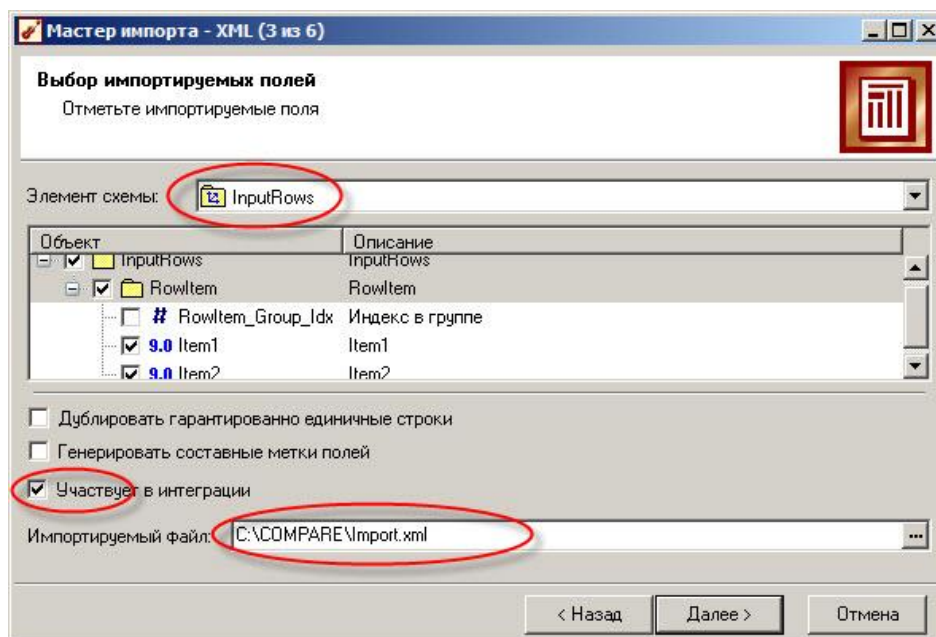 Мастер импорта - XML (3 из 6)
Выбор импортируемых полей
Отметьте импортируемые поля
Элемент схемы: InputRows
Объект Описание
InputRows InputRows
RowItem RowItem
# RowItem_Group_Idx Индекс в группе
9.0 Item1 Item1
9.0 Item2 Item2
Дублировать гарантированно единичные строки
Генерировать составные метки полей
Участвует в интеграции
Импортируемый файл: C:\COMPARE\Import.xml ...
< Назад Далее > Отмена